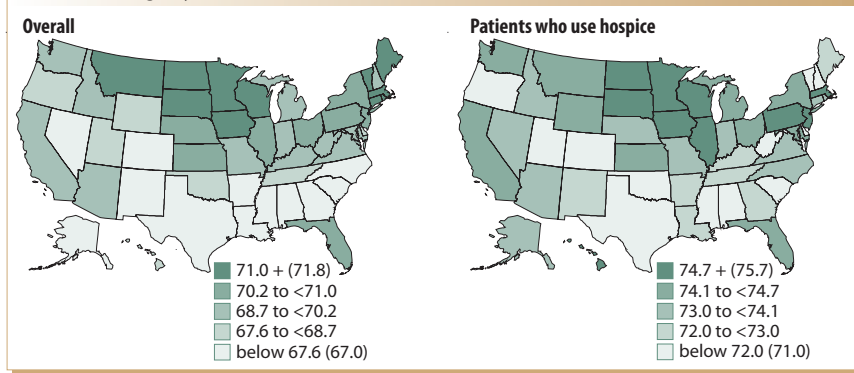 Overall
71.0 + (71.8)
70.2 to <71.0
68.7 to <70.2
67.6 to <68.7
below 67.6 (67.0)
Patients who use hospice
74.7 + (75.7)
74.1 to <74.7
73.0 to <74.1
72.0 to <73.0
below 72.0 (71.0)